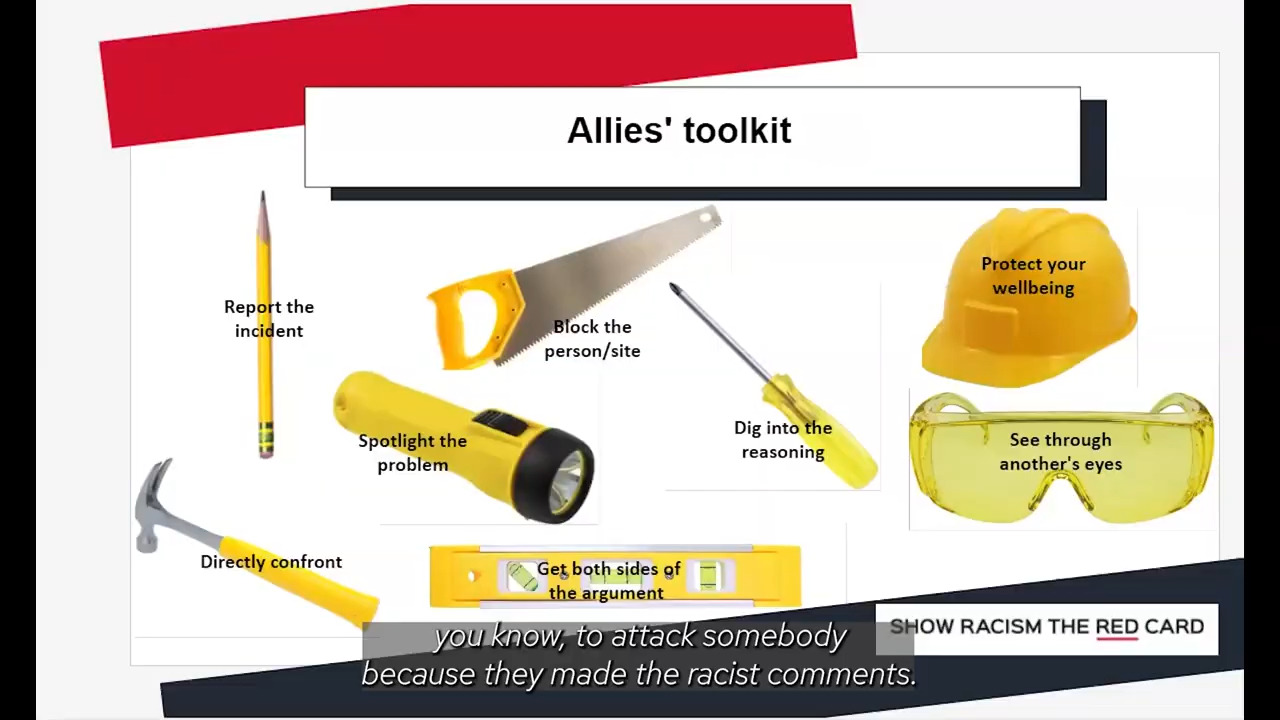 Allies' toolkit
Report the
incident
Block the
person/site
Protect your
wellbeing
Spotlight the
problem
Dig into the
reasoning
See through
another's eyes
Directly confront
Get both sides of
the argument
SHOW RACISM THE RED CARD
you know, to attack somebody
because they made the racist comments.